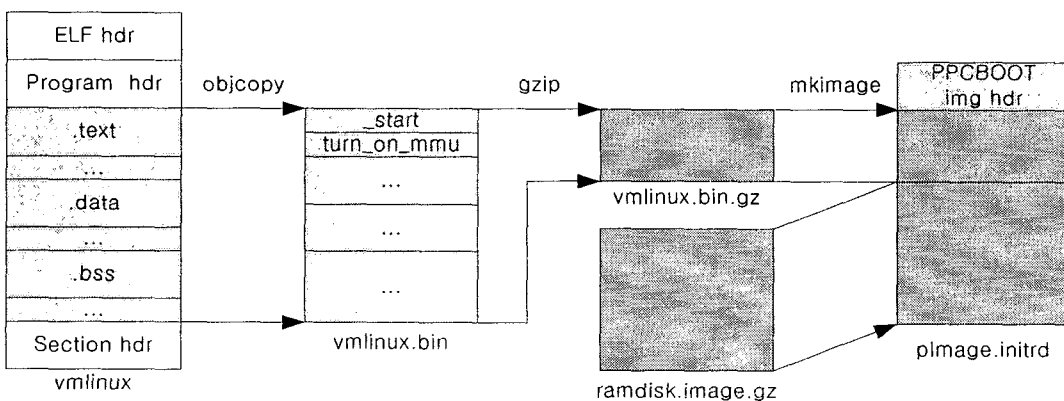 ELF hdr
Program hdr
.text
...
.data
...
.bss
...
Section hdr
vmlinux
objcopy
_start
turn_on_mmu
...
...
...
vmlinux.bin
gzip
vmlinux.bin.gz
ramdisk.image.gz
mkimage
PPCBOOT
img hdr
pImage.initrd